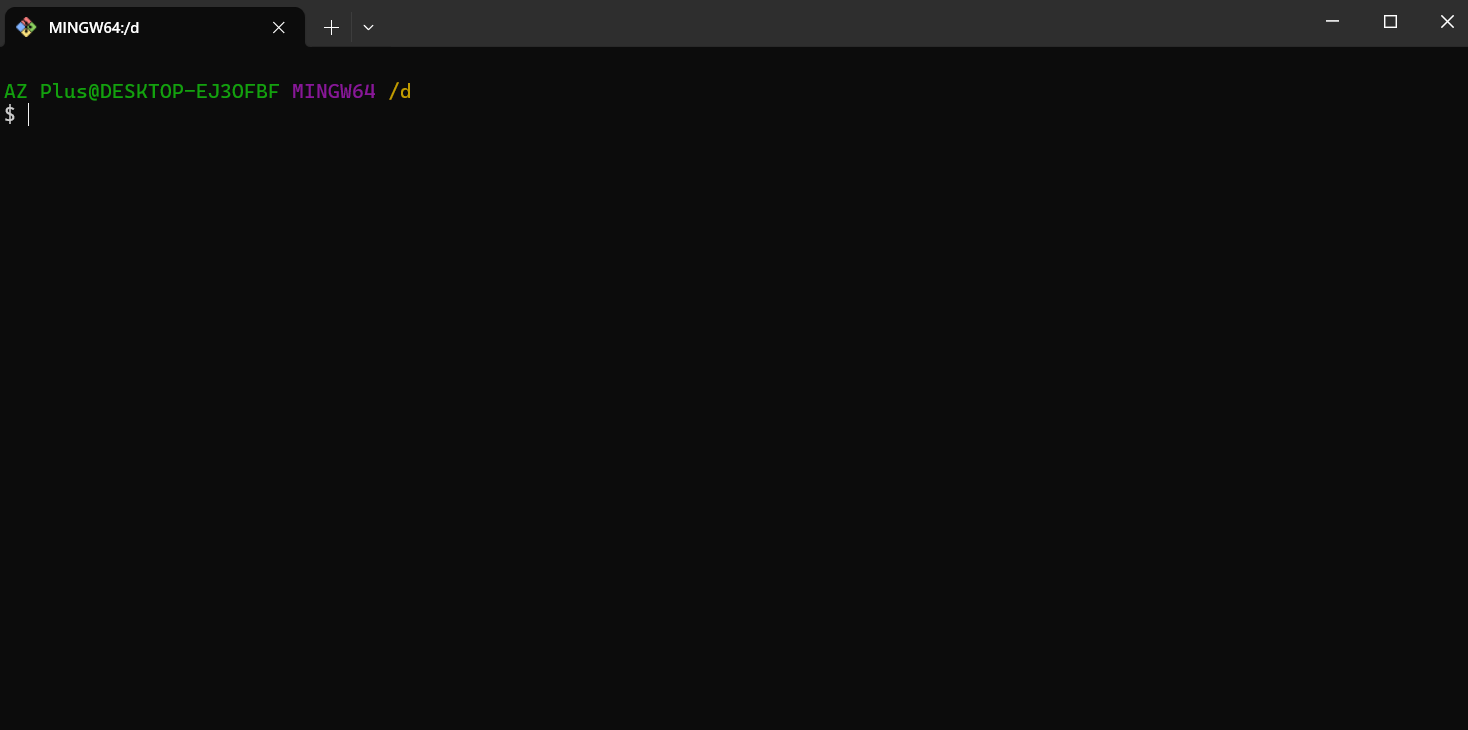 MINGW64:/d
AZ Plus@DESKTOP-EJ3OFBF MINGW64 /d
$